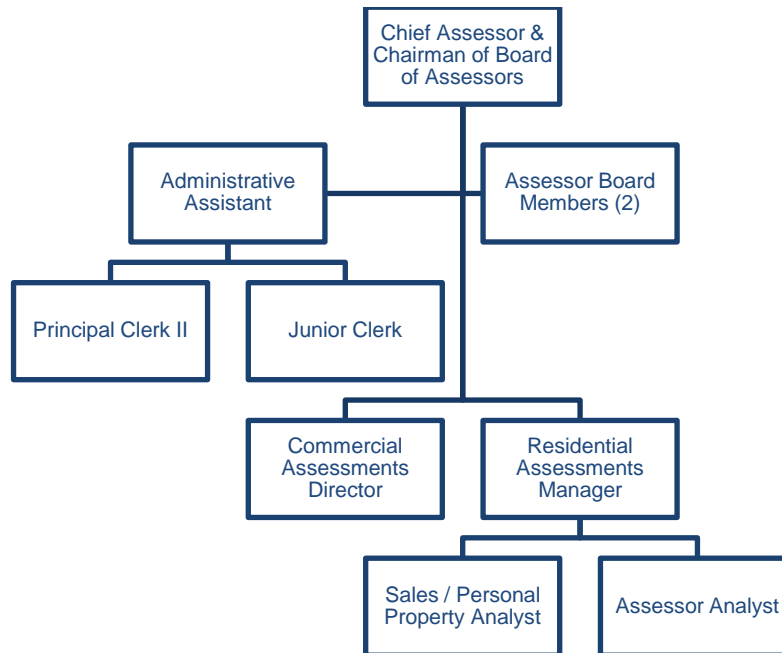 Chief Assessor &
Chairman of Board
of Assessors
Administrative
Assistant
Assessor Board
Members (2)
Principal Clerk II
Junior Clerk
Commercial
Assessments
Director
Residential
Assessments
Manager
Sales / Personal
Property Analyst
Assessor Analyst